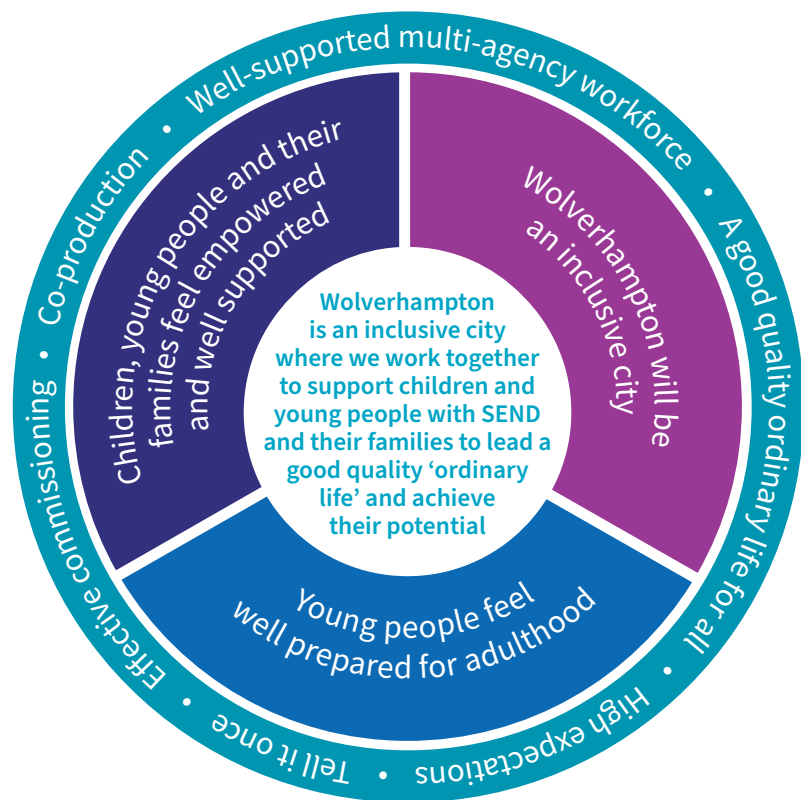 Well-supported multi-agency workforce • A good quality ordinary life for all • High expectations • Tell it once • Effective commissioning • Co-production •
Children, young people and their
families feel empowered
and well supported
Wolverhampton will be
an inclusive city
Young people feel
well prepared for adulthood
Wolverhampton
is an inclusive city
where we work together
to support children and
young people with SEND
and their families to lead a
good quality ‘ordinary
life’ and achieve
their potential